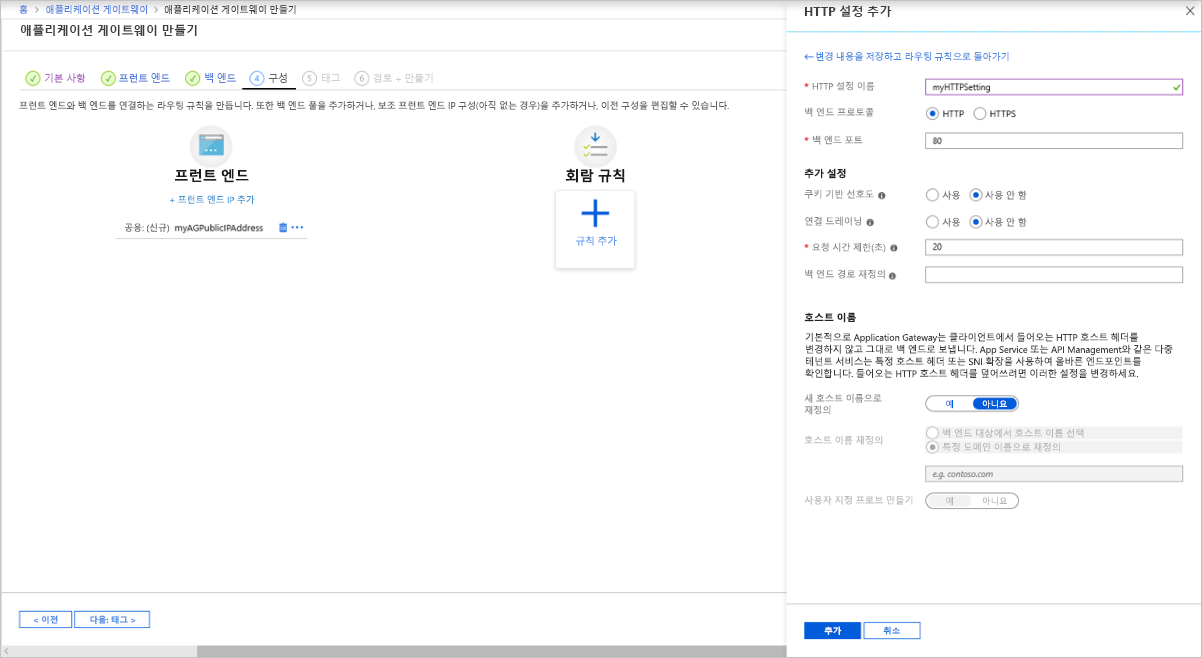 홈 > 애플리케이션 게이트웨이 > 애플리케이션 게이트웨이 만들기
애플리케이션 게이트웨이 만들기
기본 사항 프런트 엔드 백 엔드 4 구성 5 태그 6 검토 + 만들기
프런트 엔드와 백 엔드를 연결하는 라우팅 규칙을 만듭니다. 또한 백 엔드 풀을 추가하거나, 보조 프런트 엔드 IP 구성(아직 없는 경우)을 추가하거나, 이전 구성을 편집할 수 있습니다.
프런트 엔드
+ 프런트 엔드 IP 추가
공용: (신규) myAGPublicIPAddress
회람 규칙
규칙 추가
< 이전 다음: 태그 >
HTTP 설정 추가
←변경 내용을 저장하고 라우팅 규칙으로 돌아가기
* HTTP 설정 이름 myHTTPSetting
백 엔드 프로토콜 HTTP HTTPS
* 백 엔드 포트 80
추가 설정
쿠키 기반 선호도 사용 사용 안 함
연결 드레이닝 사용 사용 안 함
* 요청 시간 제한(초) 20
백 엔드 경로 재정의
호스트 이름
기본적으로 Application Gateway는 클라이언트에서 들어오는 HTTP 호스트 헤더를
변경하지 않고 그대로 백 엔드로 보냅니다. App Service 또는 API Management와 같은 다중
테넌트 서비스는 특정 호스트 헤더 또는 SNI 확장을 사용하여 올바른 엔드포인트를
확인합니다. 들어오는 HTTP 호스트 헤더를 덮어쓰려면 이러한 설정을 변경하세요.
새 호스트 이름으로
재정의
예 아니요
호스트 이름 재정의
백 엔드 대상에서 호스트 이름 선택
특정 도메인 이름으로 재정의
e.g. contoso.com
사용자 지정 프로브 만들기 예 아니요
추가 취소